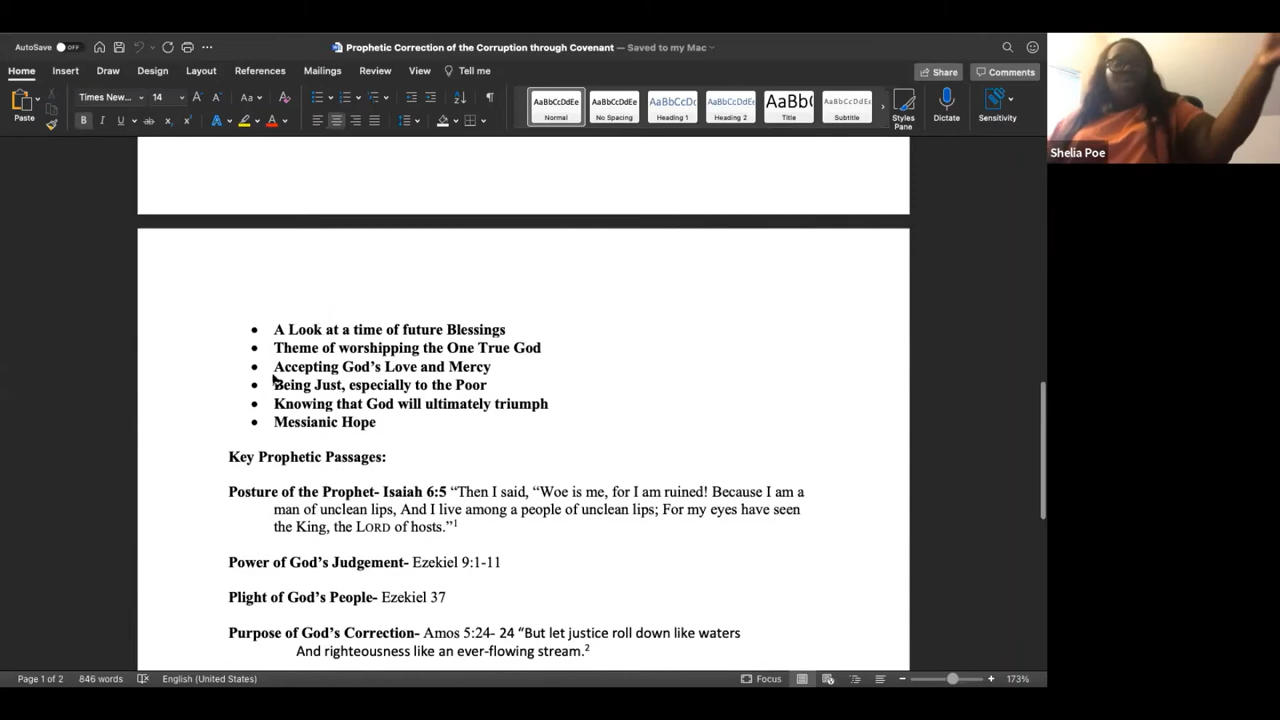 AutoSave OFF
Prophetic Correction of the Corruption through Covenant — Saved to my Mac
Home Insert Draw Design Layout References Mailings Review View Tell me
Share Comments
Paste
Times New... 14
B I U
AaBbCcDdEe AaBbCcDdEe AaBbCcDc AaBbCcDdEe AaBb( AaBbCcDdEe
Normal No Spacing Heading 1 Heading 2 Title Subtitle
Styles Pane
Dictate
Sensitivity
Shelia Poe
• A Look at a time of future Blessings
• Theme of worshipping the One True God
• Accepting God's Love and Mercy
• Being Just, especially to the Poor
• Knowing that God will ultimately triumph
• Messianic Hope
Key Prophetic Passages:
Posture of the Prophet- Isaiah 6:5 “Then I said, “Woe is me, for I am ruined! Because I am a
man of unclean lips, And I live among a people of unclean lips; For my eyes have seen
the King, the LORD of hosts.”1
Power of God's Judgement- Ezekiel 9:1-11
Plight of God's People- Ezekiel 37
Purpose of God's Correction- Amos 5:24- 24 “But let justice roll down like waters
And righteousness like an ever-flowing stream.2
Page 1 of 2 846 words English (United States) Focus 173%